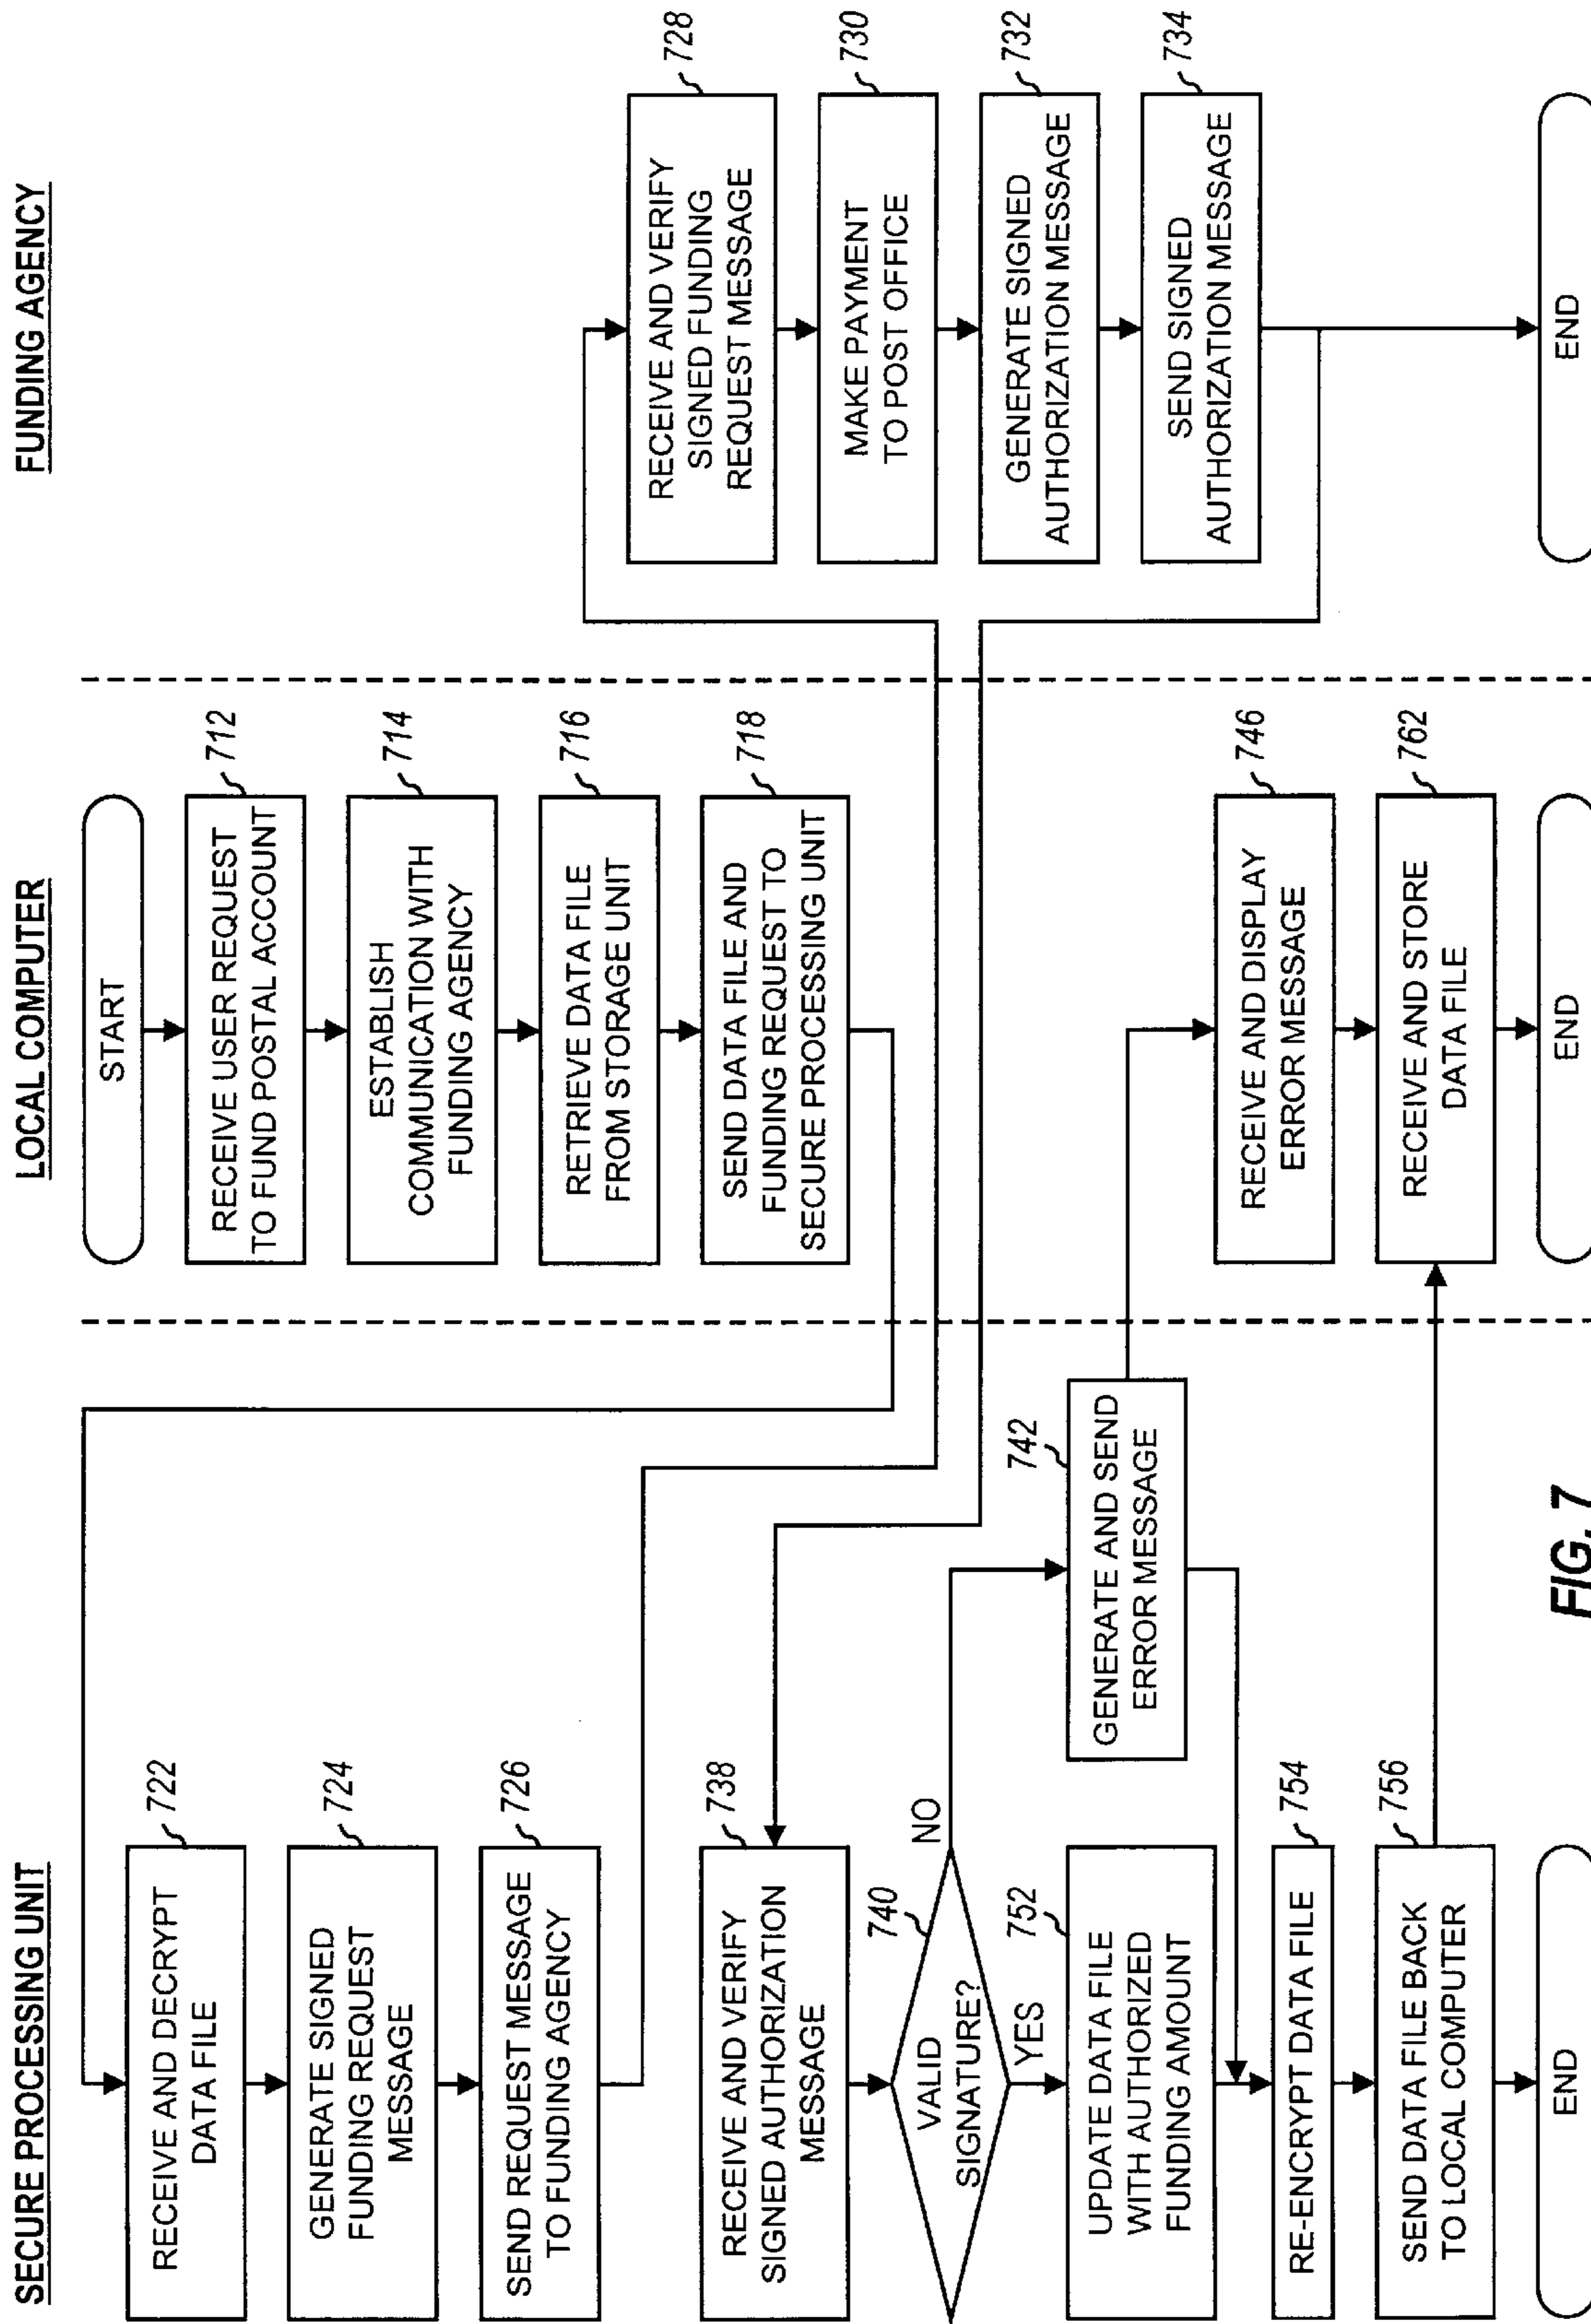 SECURE PROCESSING UNIT
722
RECEIVE AND DECRYPT
DATA FILE
724
GENERATE SIGNED
FUNDING REQUEST
MESSAGE
726
SEND REQUEST MESSAGE
TO FUNDING AGENCY
738
RECEIVE AND VERIFY
SIGNED AUTHORIZATION
MESSAGE
740
VALID
SIGNATURE?
NO
YES
742
GENERATE AND SEND
ERROR MESSAGE
752
UPDATE DATA FILE
WITH AUTHORIZED
FUNDING AMOUNT
754
RE-ENCRYPT DATA FILE
756
SEND DATA FILE BACK
TO LOCAL COMPUTER
END
LOCAL COMPUTER
START
712
RECEIVE USER REQUEST
TO FUND POSTAL ACCOUNT
714
ESTABLISH
COMMUNICATION WITH
FUNDING AGENCY
716
RETRIEVE DATA FILE
FROM STORAGE UNIT
718
SEND DATA FILE AND
FUNDING REQUEST TO
SECURE PROCESSING UNIT
746
RECEIVE AND DISPLAY
ERROR MESSAGE
762
RECEIVE AND STORE
DATA FILE
END
FUNDING AGENCY
728
RECEIVE AND VERIFY
SIGNED FUNDING
REQUEST MESSAGE
730
MAKE PAYMENT
TO POST OFFICE
732
GENERATE SIGNED
AUTHORIZATION MESSAGE
734
SEND SIGNED
AUTHORIZATION MESSAGE
END
FIG. 7